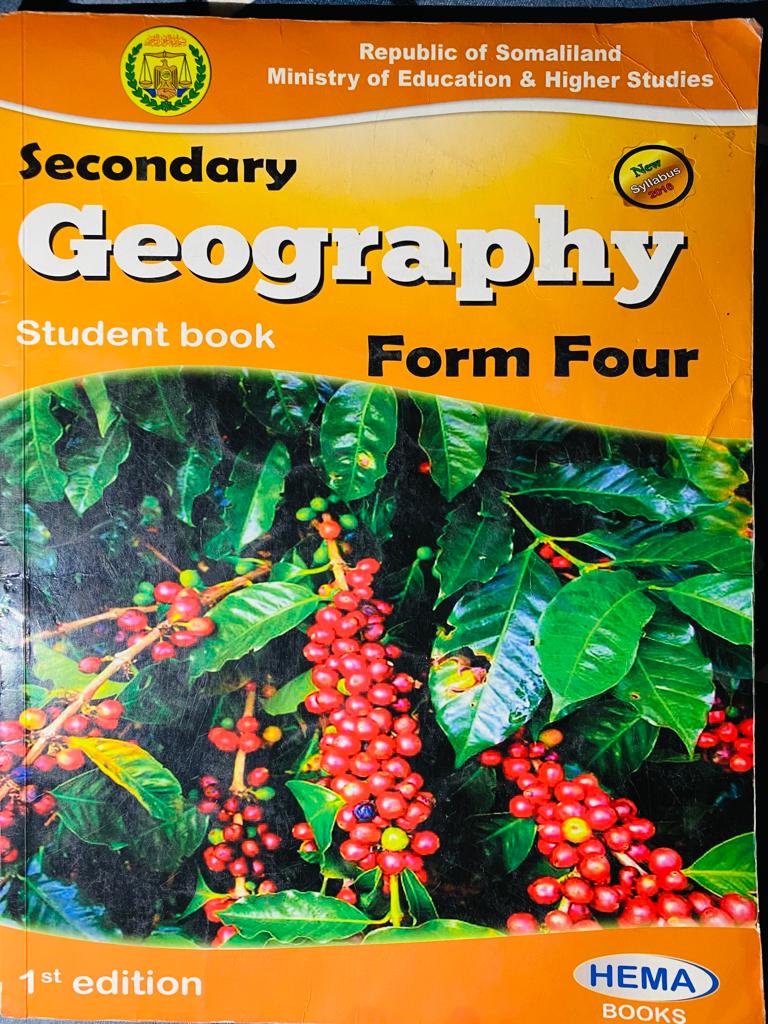 Republic of Somaliland
Ministry of Education & Higher Studies
Secondary
New
Syllabus
2016
Geography
Student book
Form Four
1st edition
HEMA
BOOKS